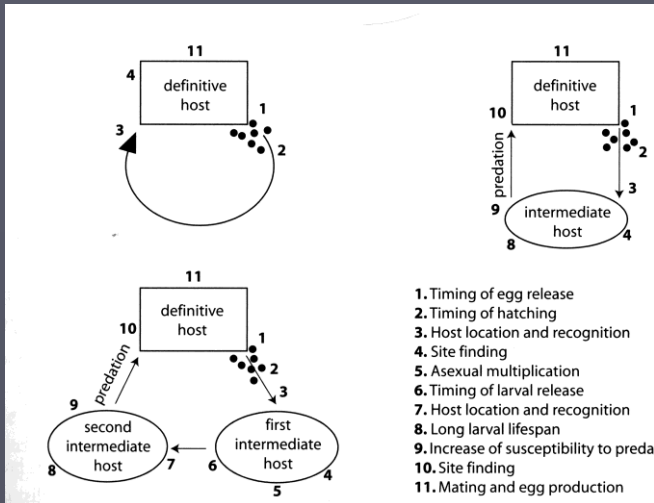 11
4
definitive
host
1
3
2
11
definitive
host
10
1
2
predation
3
9
intermediate
host
8
4
11
definitive
host
10
1
2
predation
3
9
second
intermediate
host
8
7
first
intermediate
host
6
4
5
1. Timing of egg release
2. Timing of hatching
3. Host location and recognition
4. Site finding
5. Asexual multiplication
6. Timing of larval release
7. Host location and recognition
8. Long larval lifespan
9. Increase of susceptibility to preda
10. Site finding
11. Mating and egg production